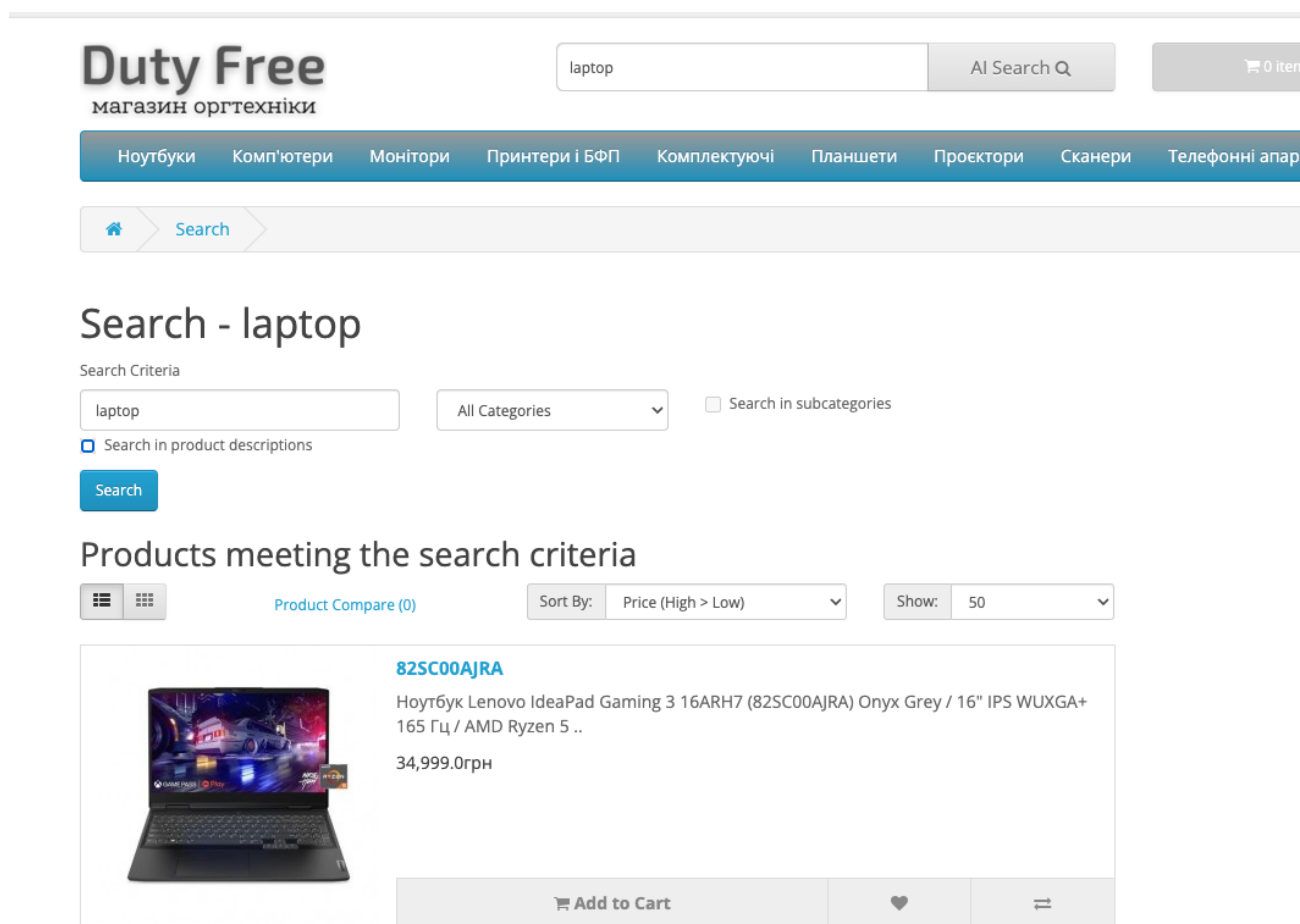 Duty Free
магазин оргтехніки
laptop
AI Search
0 item
Ноутбуки Комп'ютери Монітори Принтери і БФП Комплектуючі Планшети Проєктори Сканери Телефонні апар
Search
Search - laptop
Search Criteria
laptop
All Categories
Search in subcategories
Search in product descriptions
Search
Products meeting the search criteria
Product Compare (0)
Sort By: Price (High > Low)
Show: 50
82SC00AJRA
Ноутбук Lenovo IdeaPad Gaming 3 16ARH7 (82SC00AJRA) Onyx Grey / 16" IPS WUXGA+
165 Гц / AMD Ryzen 5 ..
34,999.0грн
GAME PASS
RYZEN
Add to Cart